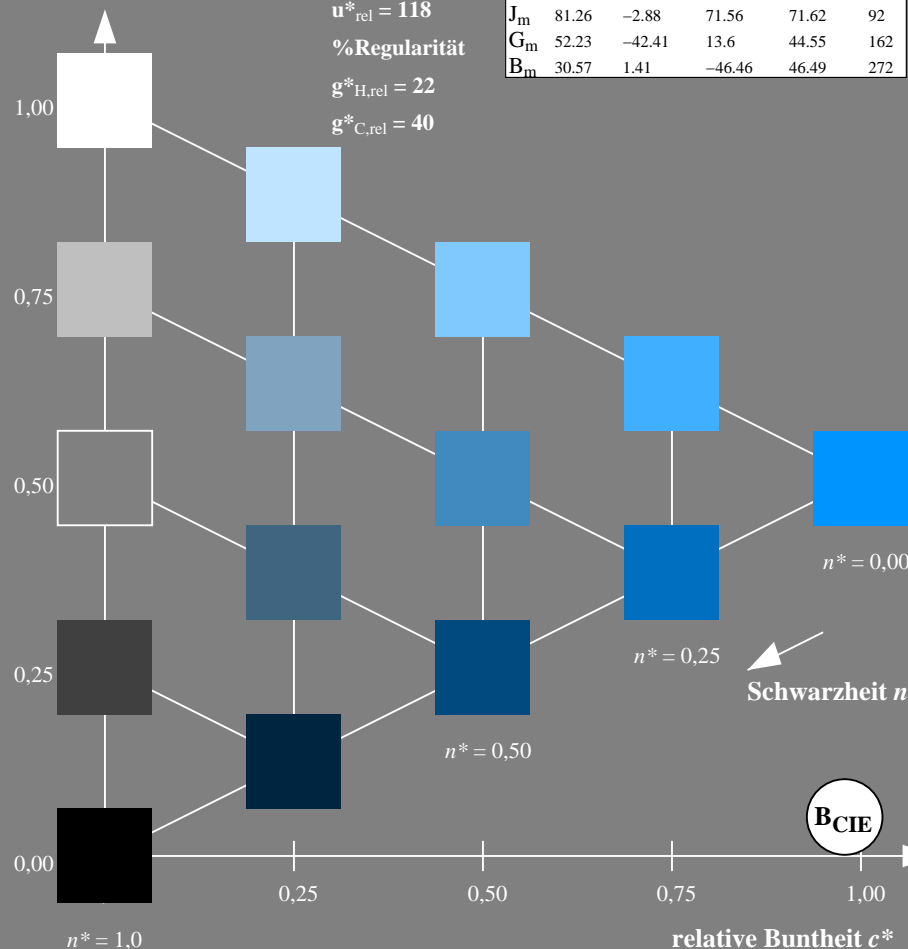 u*rel = 118
%Regularität
g*H,rel = 22
g*C,rel = 40
Jm 81.26 −2.88 71.56 71.62 92
Gm 52.23 −42.41 13.6 44.55 162
Bm 30.57 1.41 −46.46 46.49 272
1,00
0,75
0,50
0,25
0,00
n* = 0,00
n* = 0,25
Schwarzheit n
n* = 0,50
BCIE
0,25 0,50 0,75 1,00
n* = 1,0
relative Buntheit c*